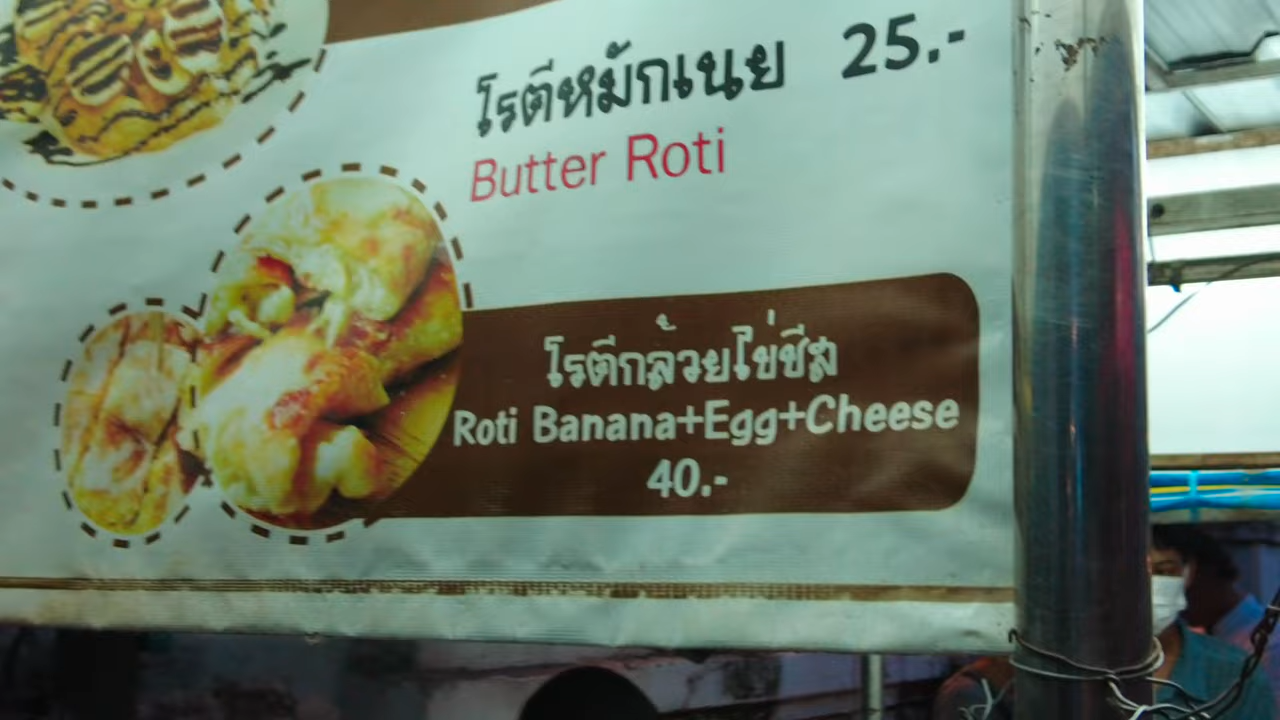 โรตีหมักเนย 25.-
Butter Roti
โรตีกล้วยไข่ชีส
Roti Banana+Egg+Cheese
40.-